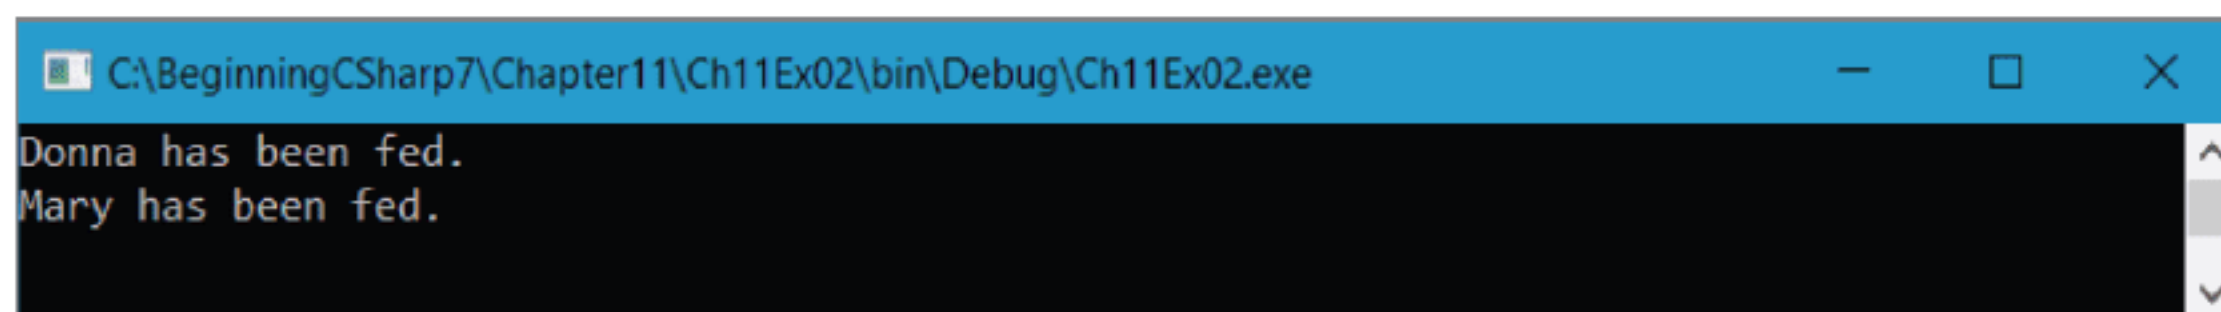 C:\BeginningCSharp7\Chapter11\Ch11Ex02\bin\Debug\Ch11Ex02.exe
Donna has been fed.
Mary has been fed.